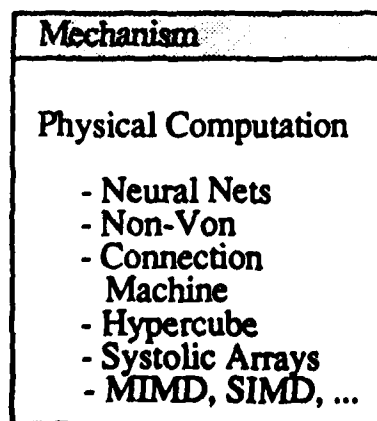 Mechanism
Physical Computation
- Neural Nets
- Non-Von
- Connection
Machine
- Hypercube
- Systolic Arrays
- MIMD, SIMD, ...